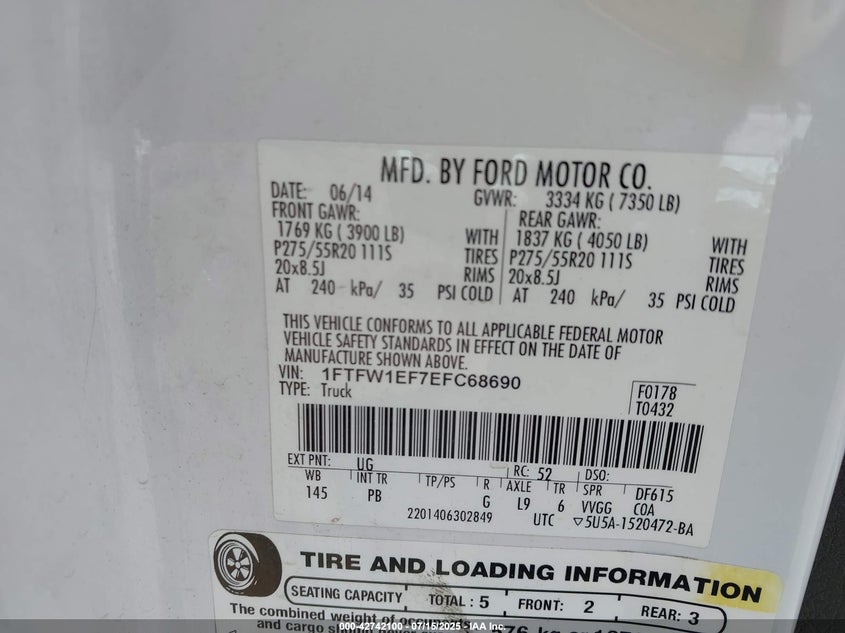 MFD. BY FORD MOTOR CO.
DATE: 06/14 GVWR: 3334 KG ( 7350 LB)
FRONT GAWR: REAR GAWR:
1769 KG ( 3900 LB) WITH 1837 KG ( 4050 LB) WITH
P275/55R20 111S TIRES P275/55R20 111S TIRES
20x8.5J RIMS 20x8.5J RIMS
AT 240 kPa/ 35 PSI COLD AT 240 kPa/ 35 PSI COLD
THIS VEHICLE CONFORMS TO ALL APPLICABLE FEDERAL MOTOR
VEHICLE SAFETY STANDARDS IN EFFECT ON THE DATE OF
MANUFACTURE SHOWN ABOVE.
VIN: 1FTFW1EF7EFC68690
TYPE: Truck
F0178
T0432
EXT PNT: UG RC: 52 DSO:
WB INT TR TP/PS R AXLE TR SPR DF615
145 PB G L9 6 VVGG COA
2201406302849 UTC ▽5U5A-1520472-BA
TIRE AND LOADING INFORMATION
SEATING CAPACITY TOTAL : 5 FRONT: 2 REAR: 3
The combined weight of
and cargo should
000-42742100 - 07/15/2025 - IAA Inc.